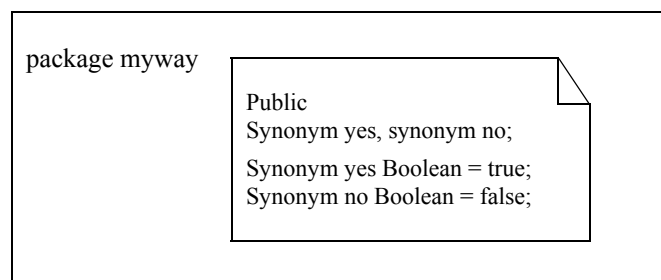 package myway
Public
Synonym yes, synonym no;
Synonym yes Boolean = true;
Synonym no Boolean = false;